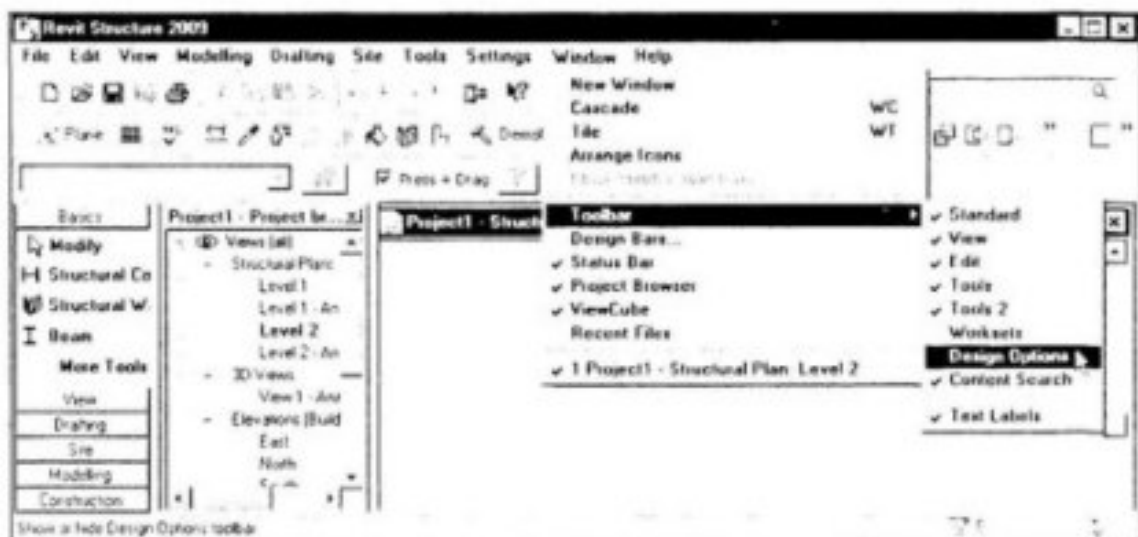 Revit Structure 2009
File Edit View Modelling Drafting Site Tools Settings Window Help
New Window
Cascade WC
Tile WT
Arrange Icons
Plane
Demol
Press + Drag
Toolbar
Design Bars...
Status Bar
Project Browser
ViewCube
Recent Files
1 Project1 - Structural Plan: Level 2
Standard
View
Edit
Tools
Tools 2
Worksets
Design Options
Content Search
Text Labels
Basics
Modify
Structural Co
Structural W
Beam
More Tools
View
Drafting
Site
Modelling
Construction
Project1 - Project br...
Views (all)
Structural Plans
Level 1
Level 1 - An
Level 2
Level 2 - An
3D Views
View 1 - Ana
Elevations (Build
East
North
Project1 - Struct
Show or hide Design Options toolbar